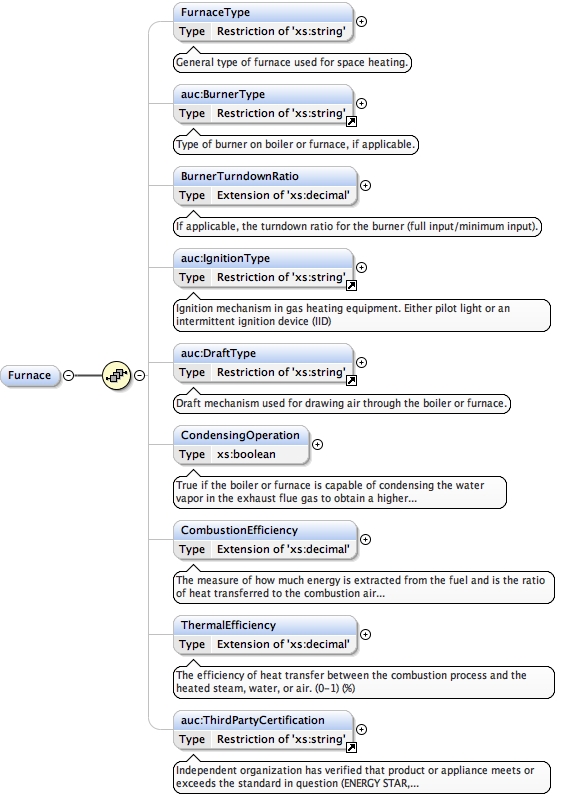 FurnaceType
Type Restriction of 'xs:string'
General type of furnace used for space heating.
auc:BurnerType
Type Restriction of 'xs:string'
Type of burner on boiler or furnace, if applicable.
BurnerTurndownRatio
Type Extension of 'xs:decimal'
If applicable, the turndown ratio for the burner (full input/minimum input).
auc:IgnitionType
Type Restriction of 'xs:string'
Ignition mechanism in gas heating equipment. Either pilot light or an
intermittent ignition device (IID)
Furnace
auc:DraftType
Type Restriction of 'xs:string'
Draft mechanism used for drawing air through the boiler or furnace.
CondensingOperation
Type xs:boolean
True if the boiler or furnace is capable of condensing the water
vapor in the exhaust flue gas to obtain a higher...
CombustionEfficiency
Type Extension of 'xs:decimal'
The measure of how much energy is extracted from the fuel and is the ratio
of heat transferred to the combustion air...
ThermalEfficiency
Type Extension of 'xs:decimal'
The efficiency of heat transfer between the combustion process and the
heated steam, water, or air. (0-1) (%)
auc:ThirdPartyCertification
Type Restriction of 'xs:string'
Independent organization has verified that product or appliance meets or
exceeds the standard in question (ENERGY STAR,...